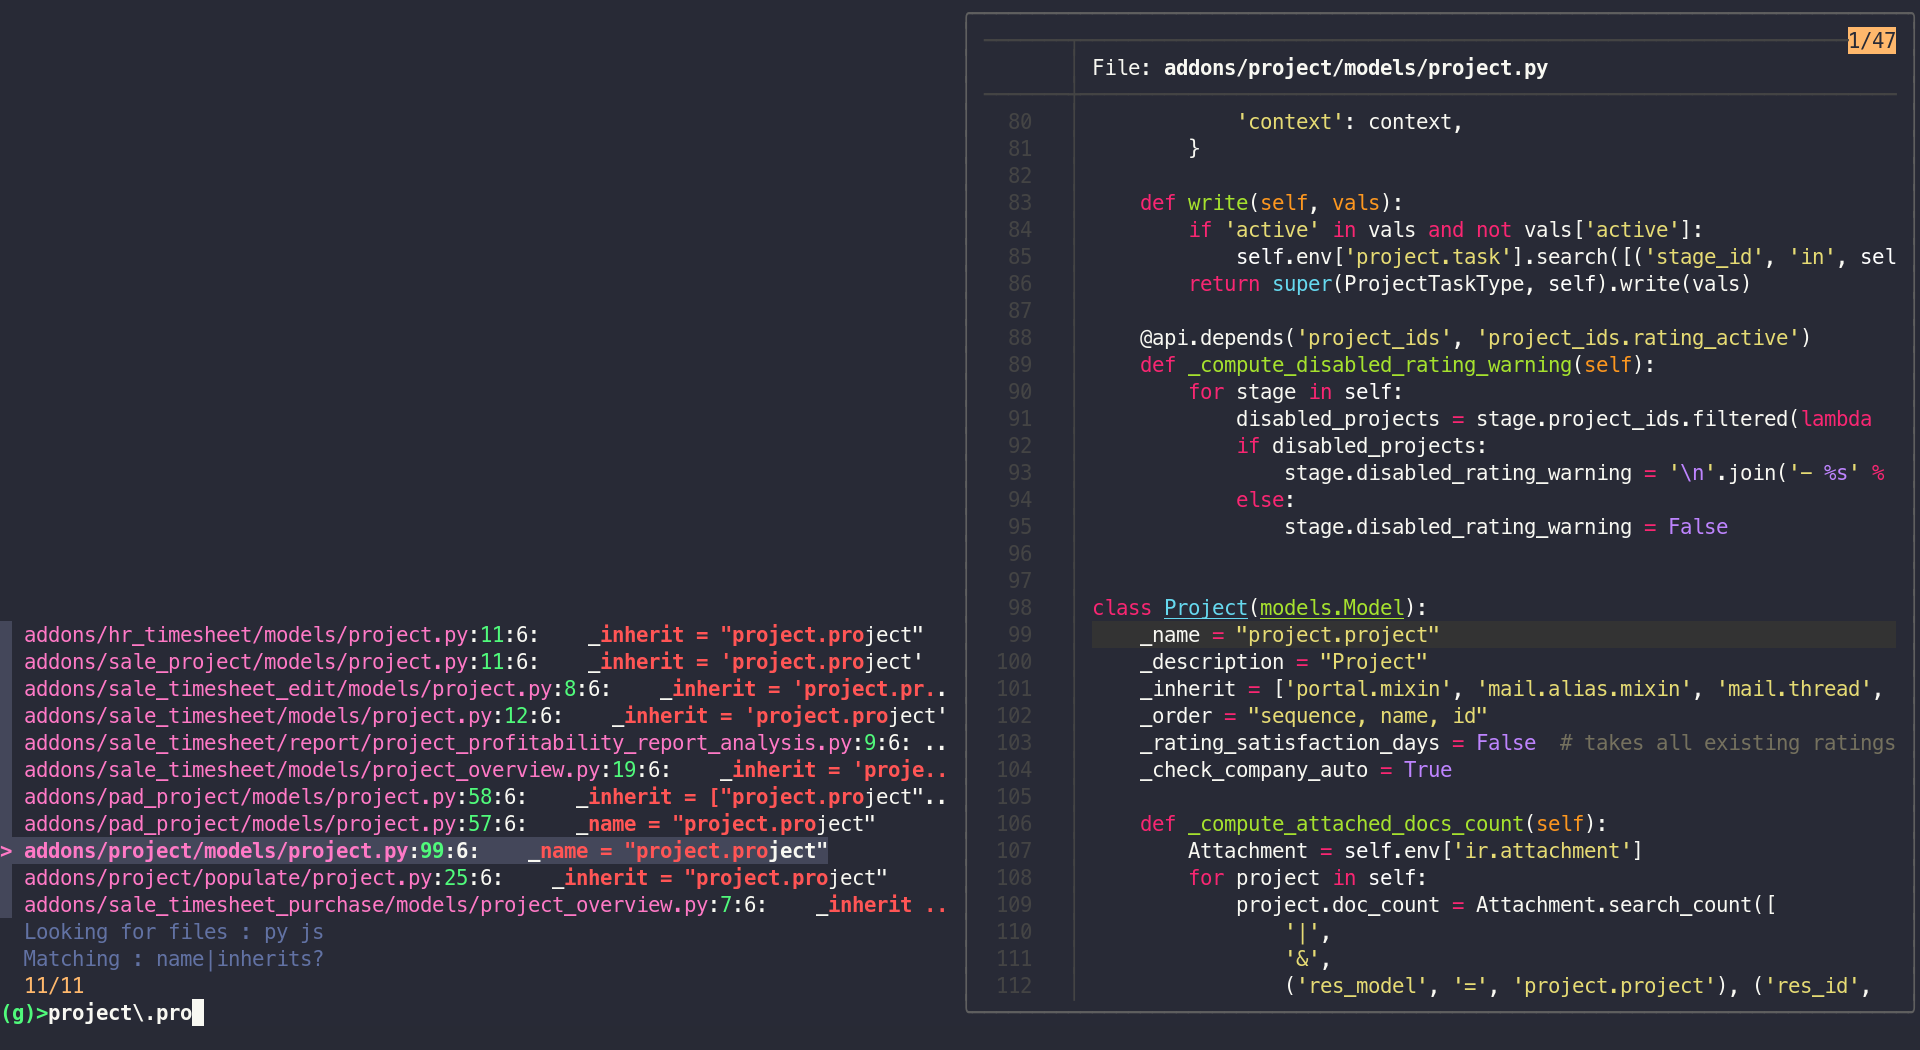 addons/hr_timesheet/models/project.py:11:6:    _inherit = "project.project"
addons/sale_project/models/project.py:11:6:    _inherit = 'project.project'
addons/sale_timesheet_edit/models/project.py:8:6:    _inherit = 'project.pr..
addons/sale_timesheet/models/project.py:12:6:    _inherit = 'project.project'
addons/sale_timesheet/report/project_profitability_report_analysis.py:9:6: ..
addons/sale_timesheet/models/project_overview.py:19:6:    _inherit = 'proje..
addons/pad_project/models/project.py:58:6:    _inherit = ["project.project"..
addons/pad_project/models/project.py:57:6:    _name = "project.project"
> addons/project/models/project.py:99:6:    _name = "project.project"
addons/project/populate/project.py:25:6:    _inherit = "project.project"
addons/sale_timesheet_purchase/models/project_overview.py:7:6:    _inherit ..
Looking for files : py js
Matching : name|inherits?
11/11
(g)>project\.pro
1/47
File: addons/project/models/project.py
80             'context': context,
81         }
82
83     def write(self, vals):
84         if 'active' in vals and not vals['active']:
85             self.env['project.task'].search([('stage_id', 'in', sel
86         return super(ProjectTaskType, self).write(vals)
87
88     @api.depends('project_ids', 'project_ids.rating_active')
89     def _compute_disabled_rating_warning(self):
90         for stage in self:
91             disabled_projects = stage.project_ids.filtered(lambda
92             if disabled_projects:
93                 stage.disabled_rating_warning = '\n'.join('- %s' %
94             else:
95                 stage.disabled_rating_warning = False
96
97
98 class Project(models.Model):
99     _name = "project.project"
100     _description = "Project"
101     _inherit = ['portal.mixin', 'mail.alias.mixin', 'mail.thread',
102     _order = "sequence, name, id"
103     _rating_satisfaction_days = False  # takes all existing ratings
104     _check_company_auto = True
105
106     def _compute_attached_docs_count(self):
107         Attachment = self.env['ir.attachment']
108         for project in self:
109             project.doc_count = Attachment.search_count([
110                 '|',
111                 '&',
112                 ('res_model', '=', 'project.project'), ('res_id',